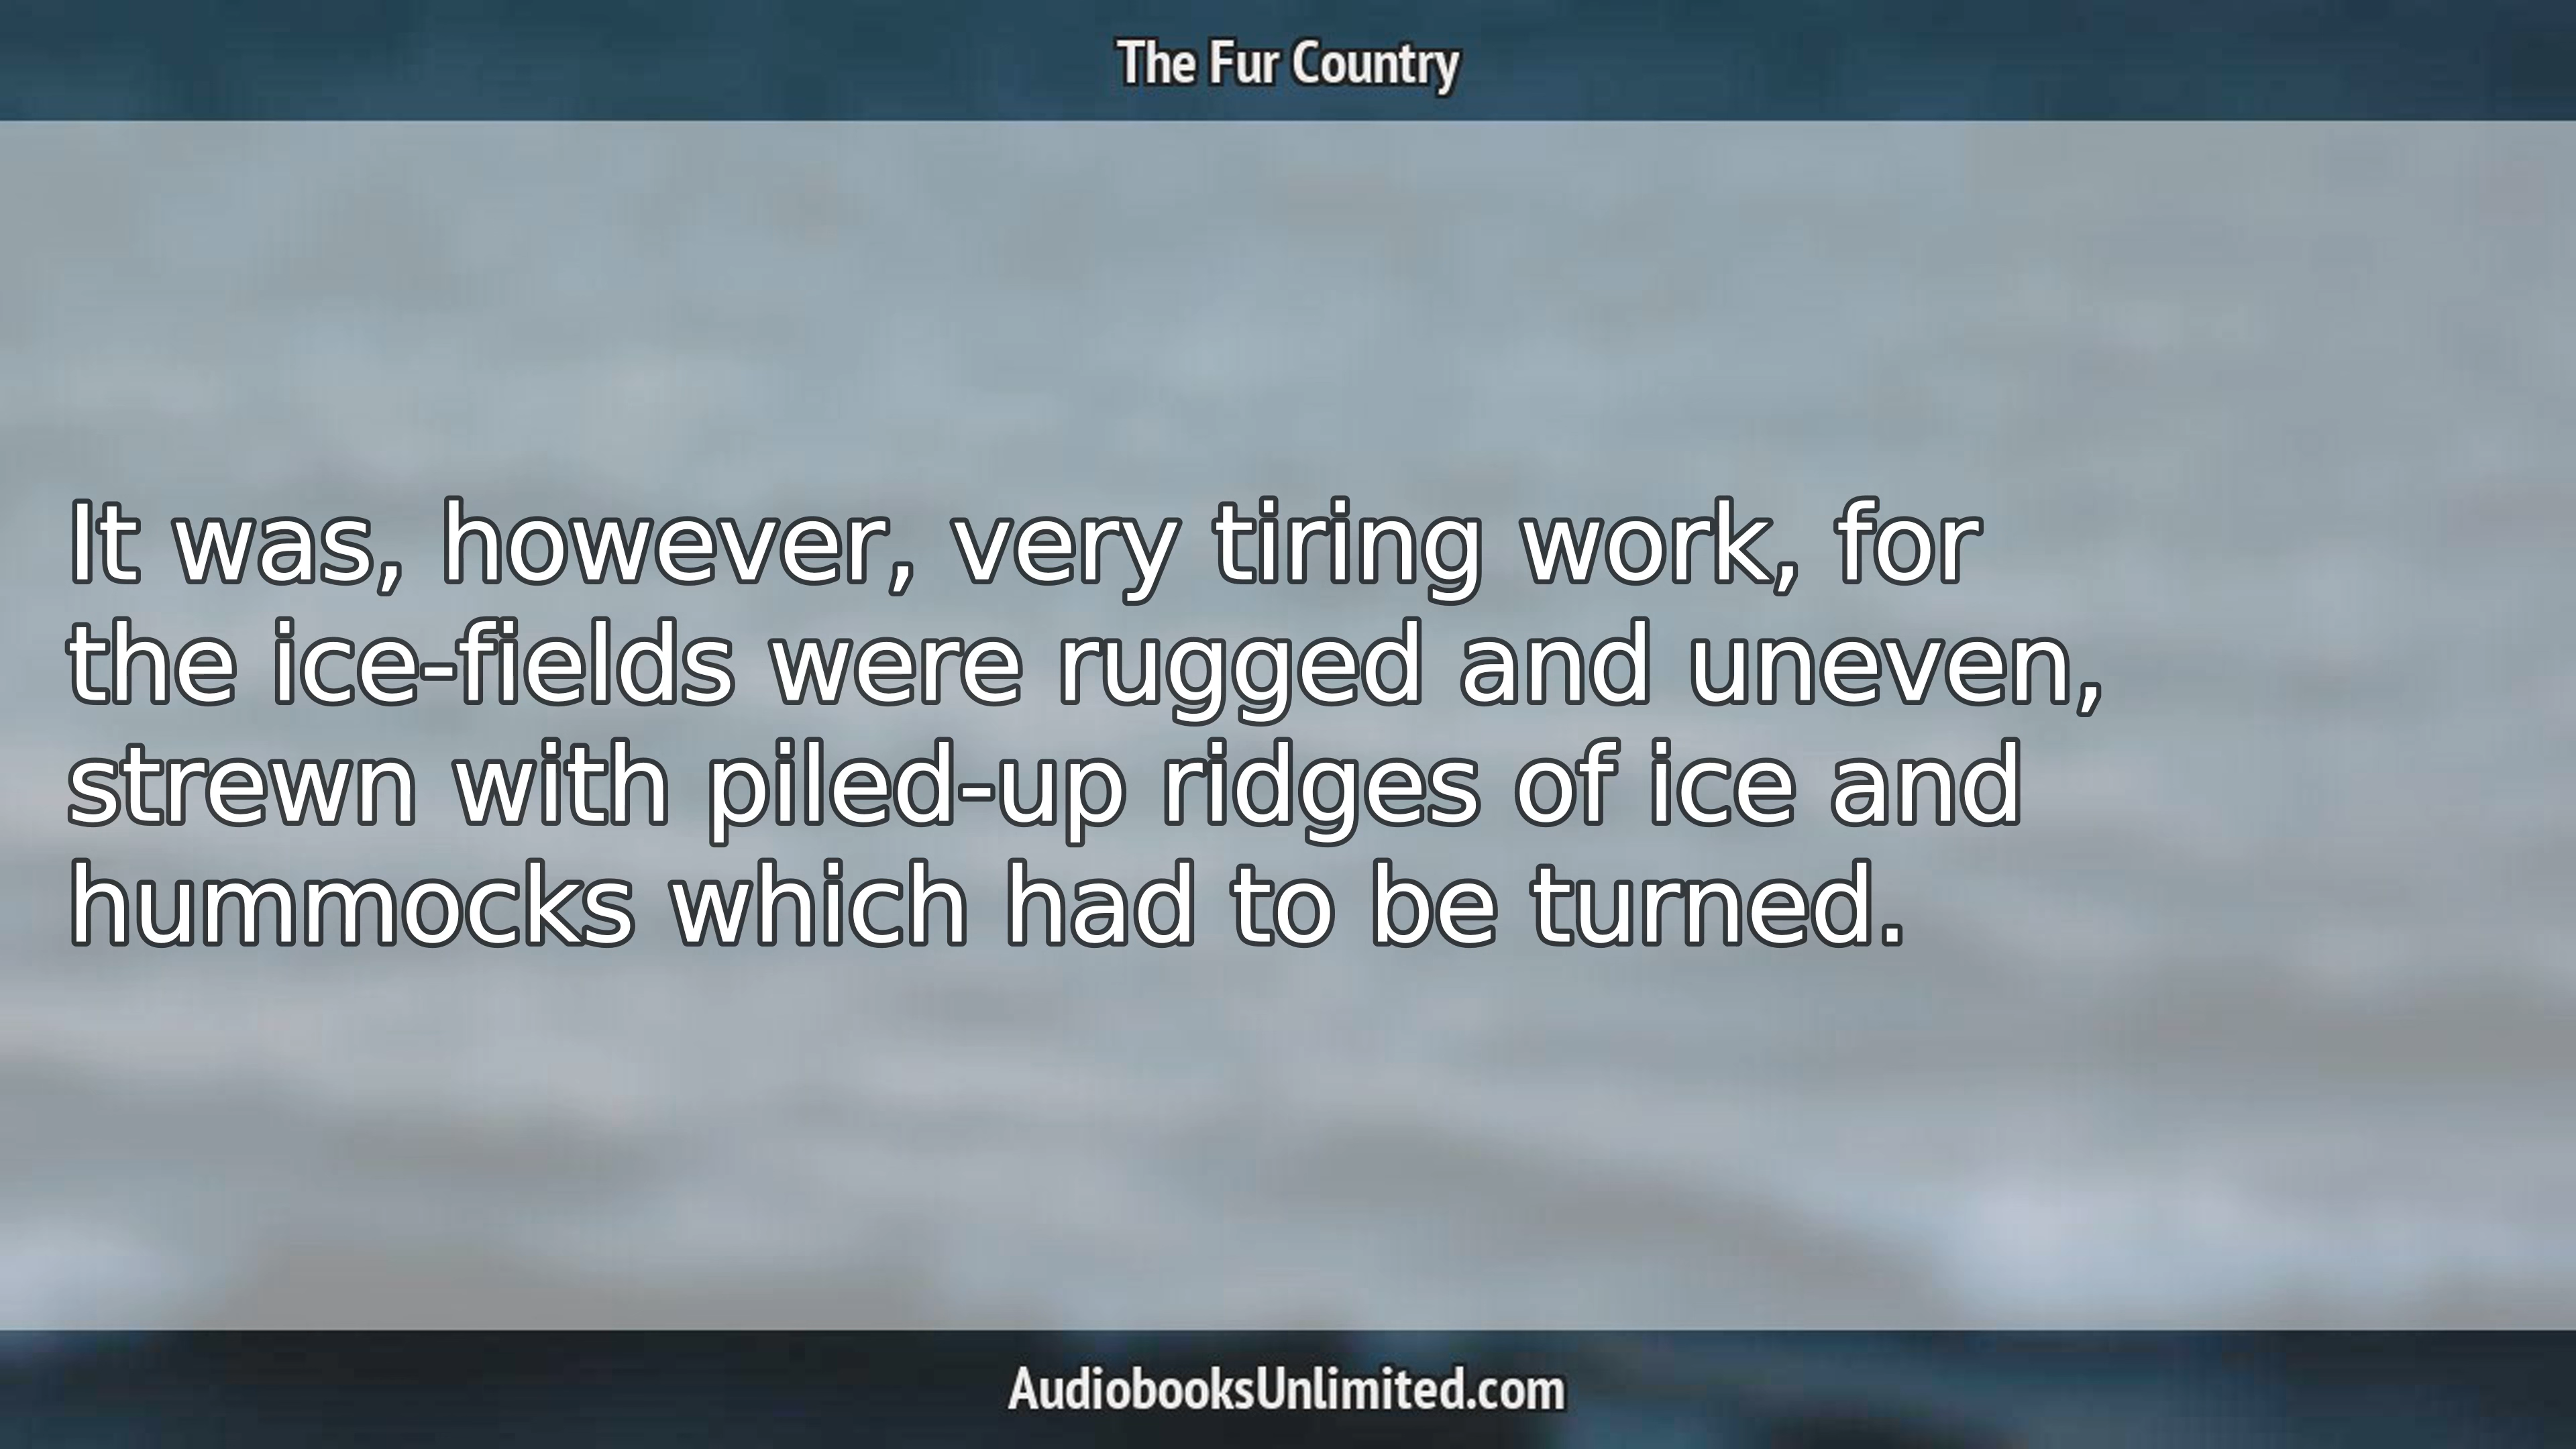 The Fur Country
It was, however, very tiring work, for
the ice-fields were rugged and uneven,
strewn with piled-up ridges of ice and
hummocks which had to be turned.
AudiobooksUnlimited.com